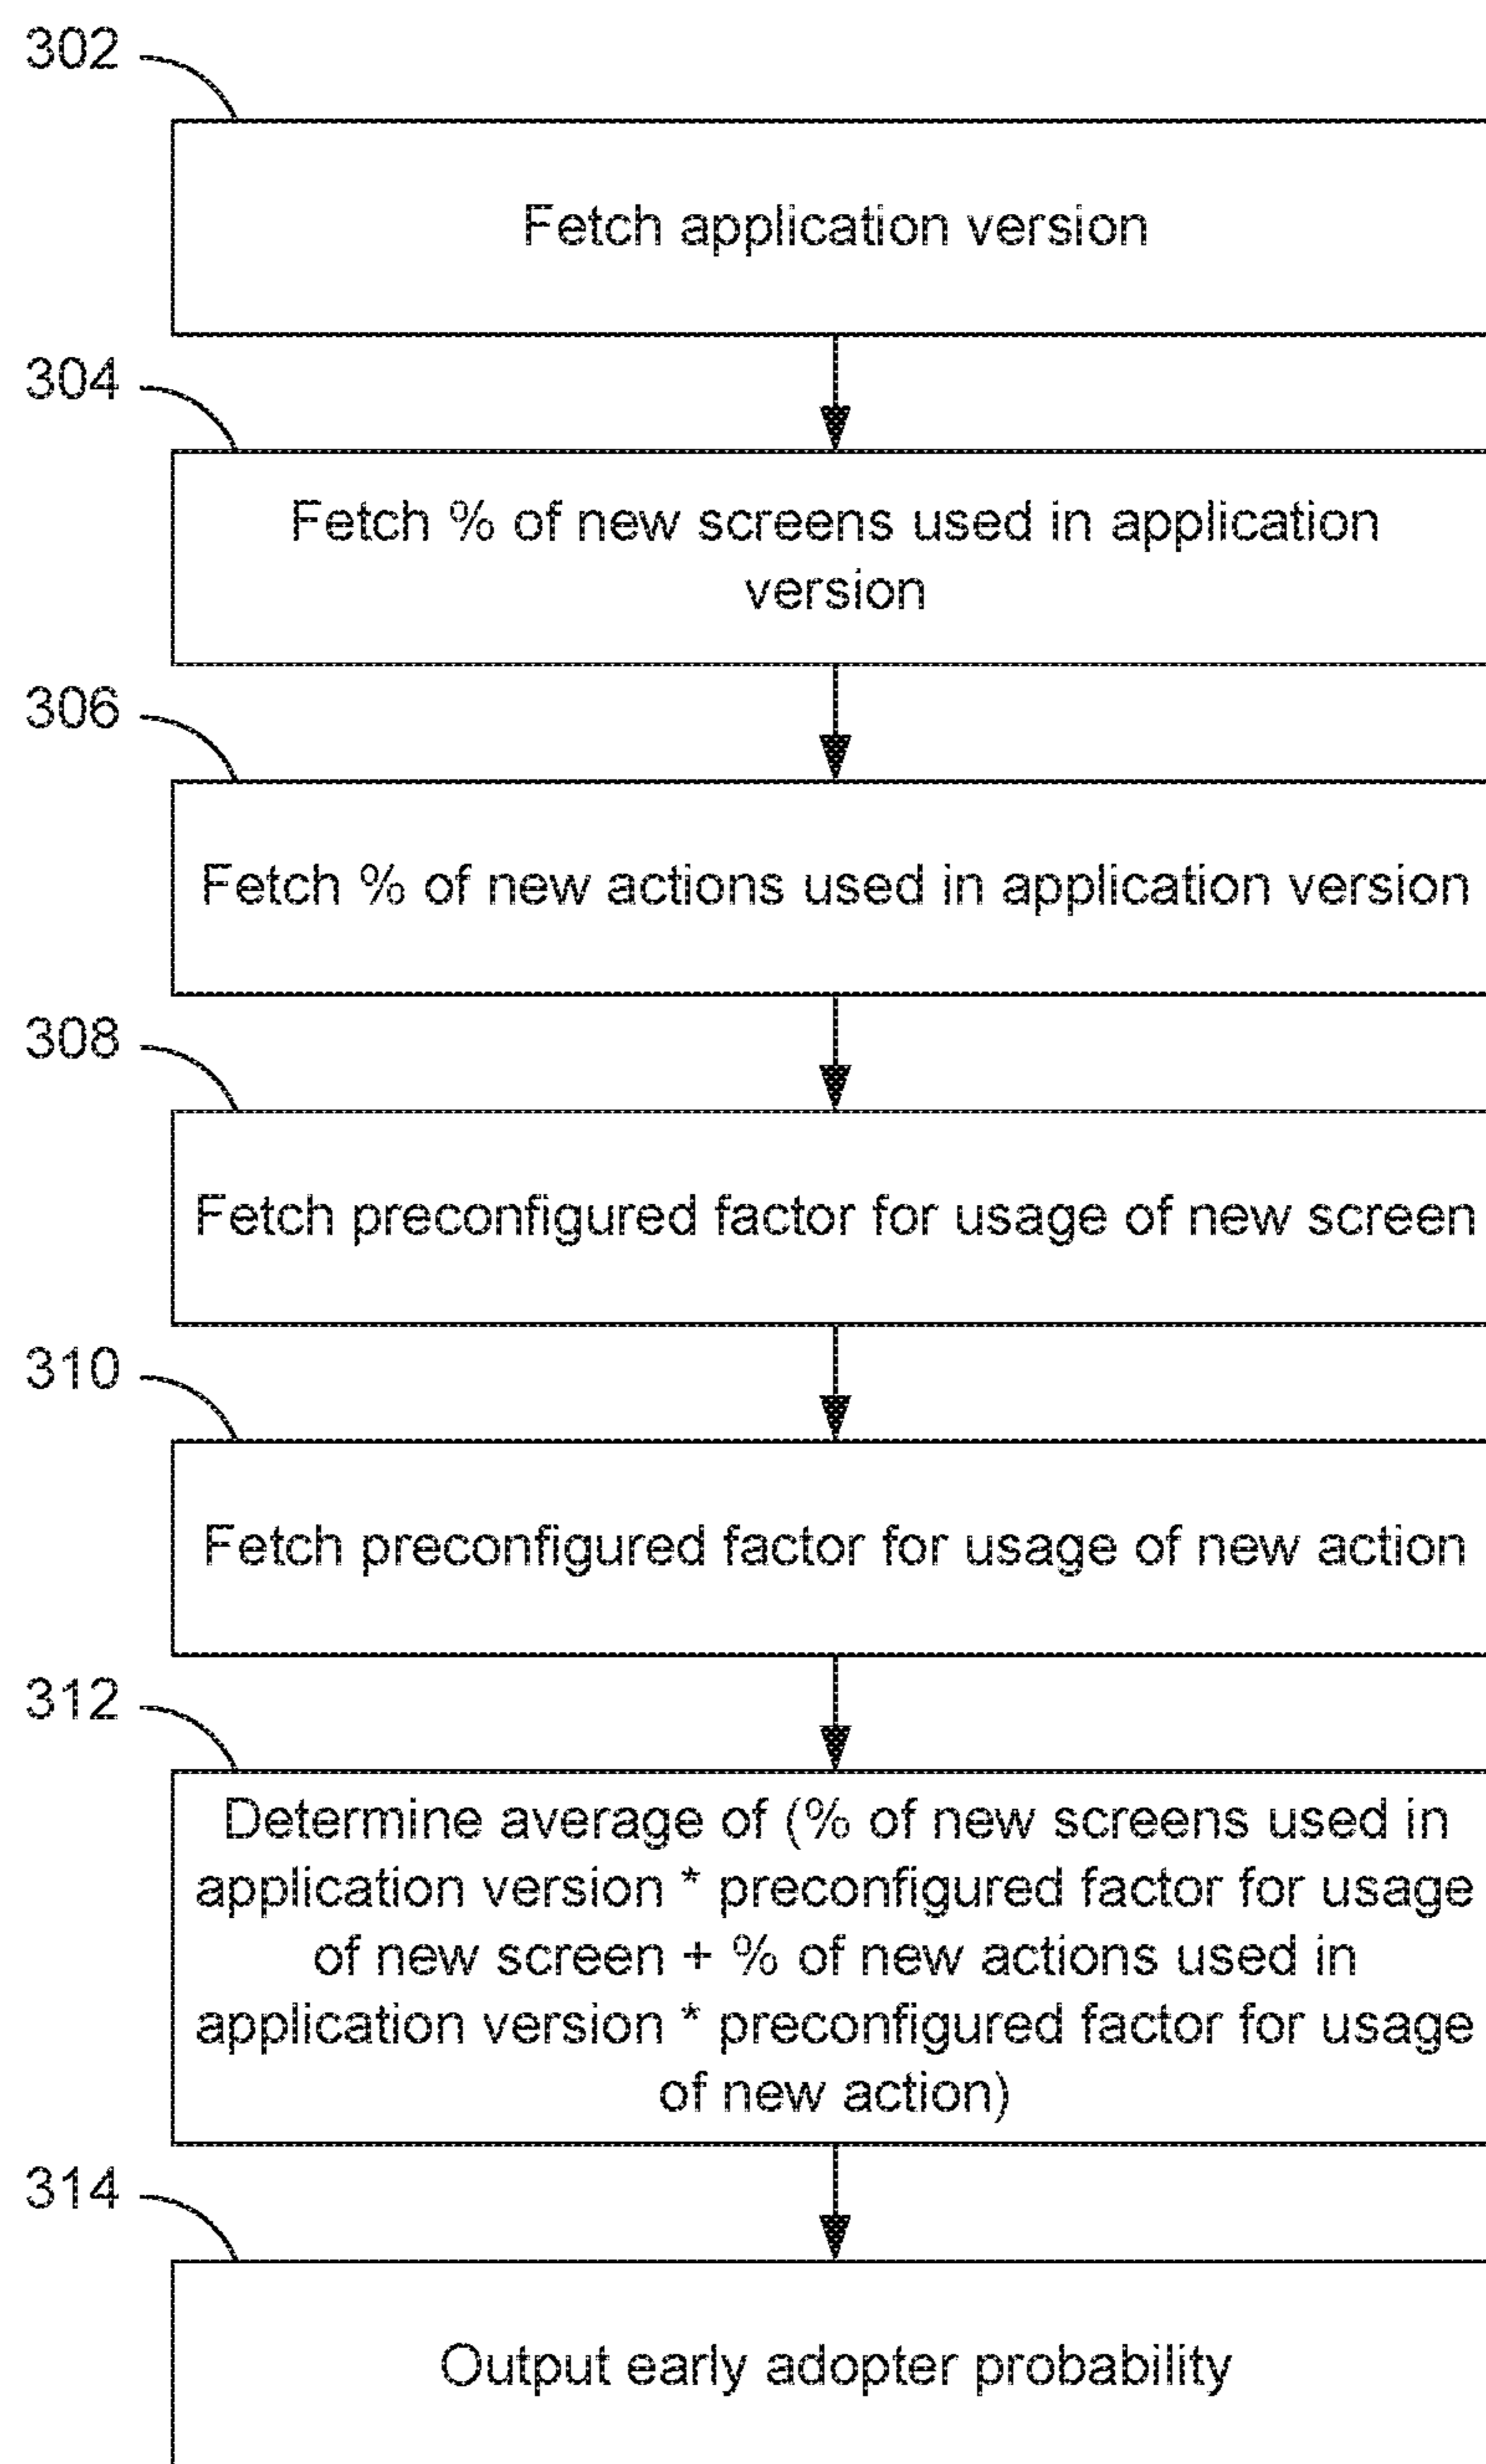 302
Fetch application version
304
Fetch % of new screens used in application
version
306
Fetch % of new actions used in application version
308
Fetch preconfigured factor for usage of new screen
310
Fetch preconfigured factor for usage of new action
312
Determine average of (% of new screens used in
application version * preconfigured factor for usage
of new screen + % of new actions used in
application version * preconfigured factor for usage
of new action)
314
Output early adopter probability